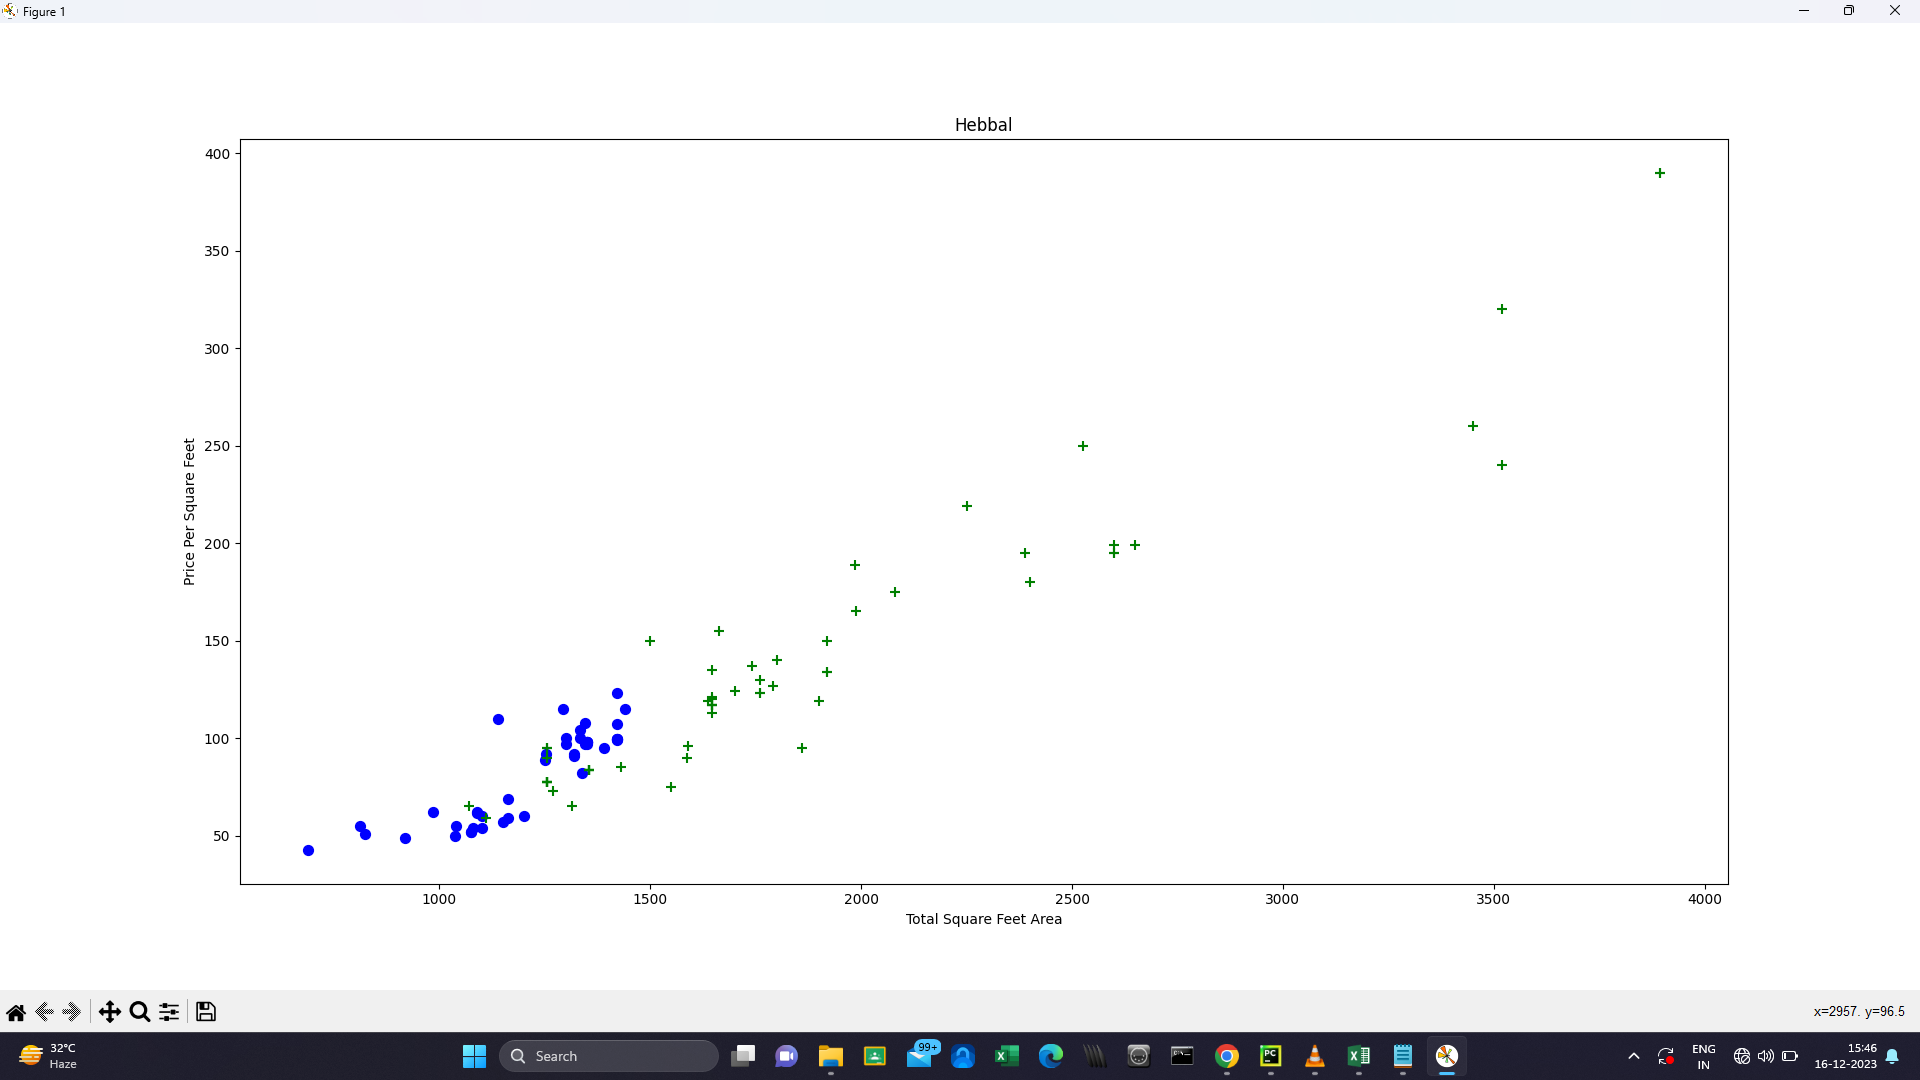 Figure 1
Hebbal
400
350
300
250
200
150
100
50
Price Per Square Feet
1000 1500 2000 2500 3000 3500 4000
Total Square Feet Area
x=2957. y=96.5
32°C
Haze
Search
99+
PC
ENG
IN
15:46
16-12-2023